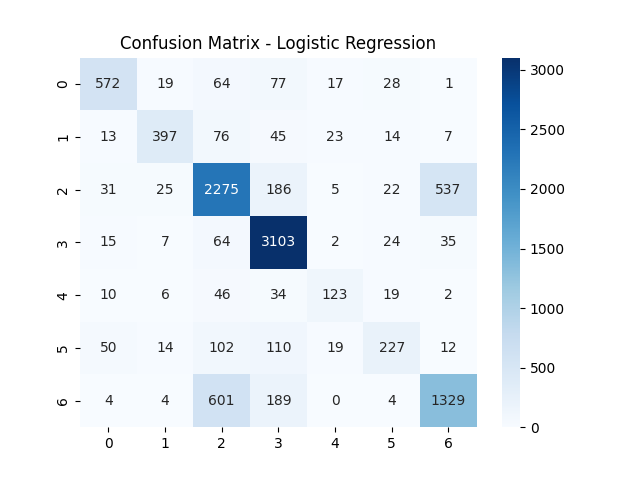 Confusion Matrix - Logistic Regression
0 572 19 64 77 17 28 1
1 13 397 76 45 23 14 7
2 31 25 2275 186 5 22 537
3 15 7 64 3103 2 24 35
4 10 6 46 34 123 19 2
5 50 14 102 110 19 227 12
6 4 4 601 189 0 4 1329
0 1 2 3 4 5 6
3000
2500
2000
1500
1000
500
0